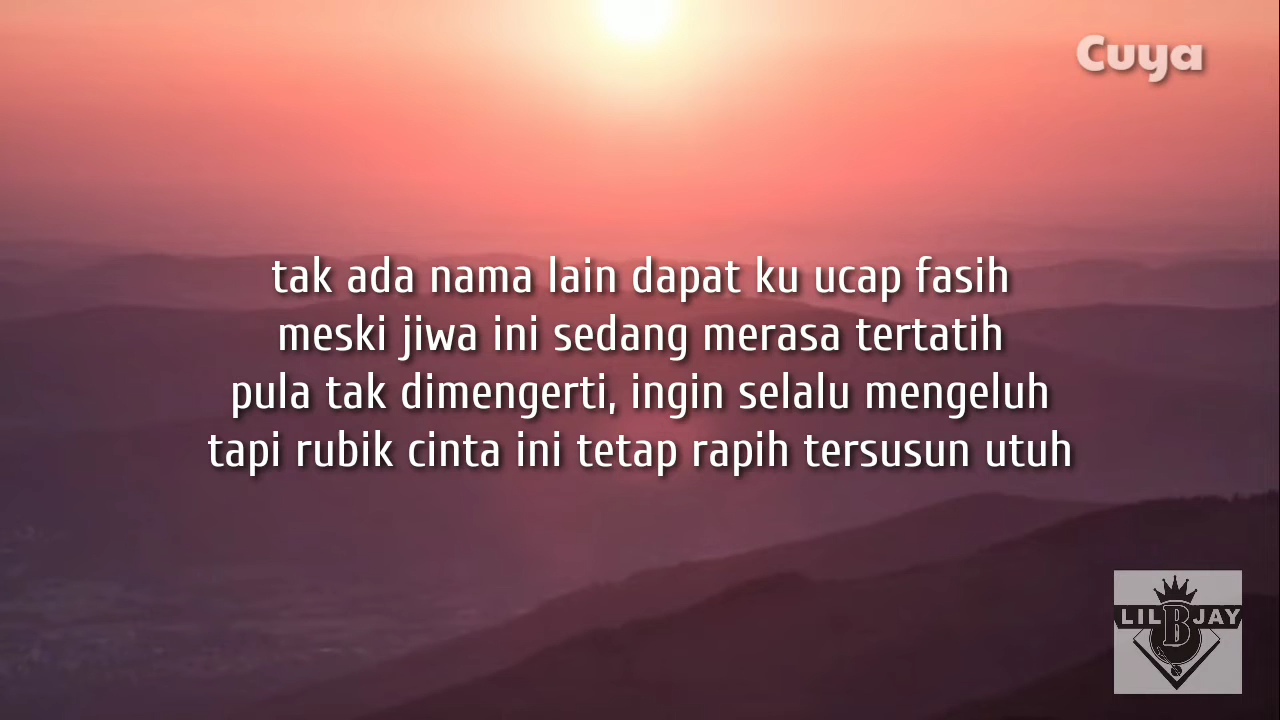 Cuya
tak ada nama lain dapat ku ucap fasih
meski jiwa ini sedang merasa tertatih
pula tak dimengerti, ingin selalu mengeluh
tapi rubik cinta ini tetap rapih tersusun utuh
LIL B JAY